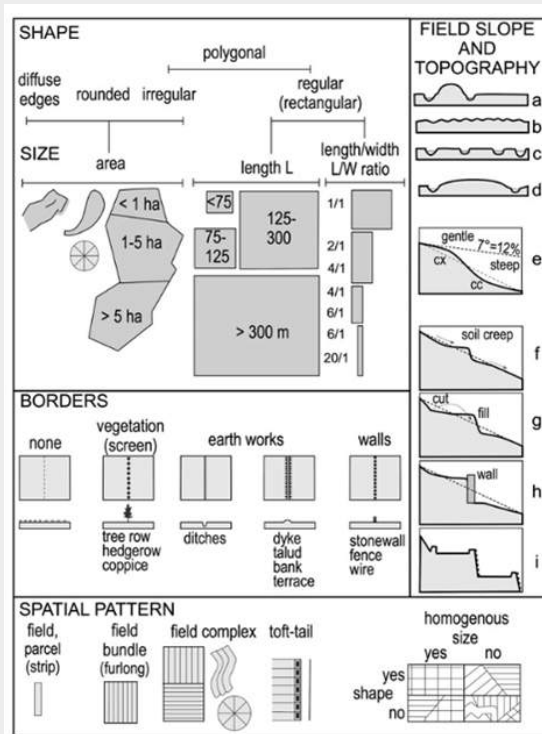 SHAPE
polygonal
diffuse
edges
rounded
irregular
regular
(rectangular)
SIZE
area
length L
length/width
L/W ratio
< 1 ha
1-5 ha
> 5 ha
<75
75-
125
125-
300
> 300 m
1/1
2/1
4/1
4/1
6/1
6/1
20/1
FIELD SLOPE
AND
TOPOGRAPHY
a
b
c
d
gentle
7°=12%
steep
cx
cc
e
soil creep
f
cut
fill
g
wall
h
i
BORDERS
none
vegetation
(screen)
earth works
walls
tree row
hedgerow
coppice
ditches
dyke
talud
bank
terrace
stonewall
fence
wire
SPATIAL PATTERN
field,
parcel
(strip)
field
bundle
(furlong)
field complex
toft-tail
homogenous
size
yes
no
yes
shape
no